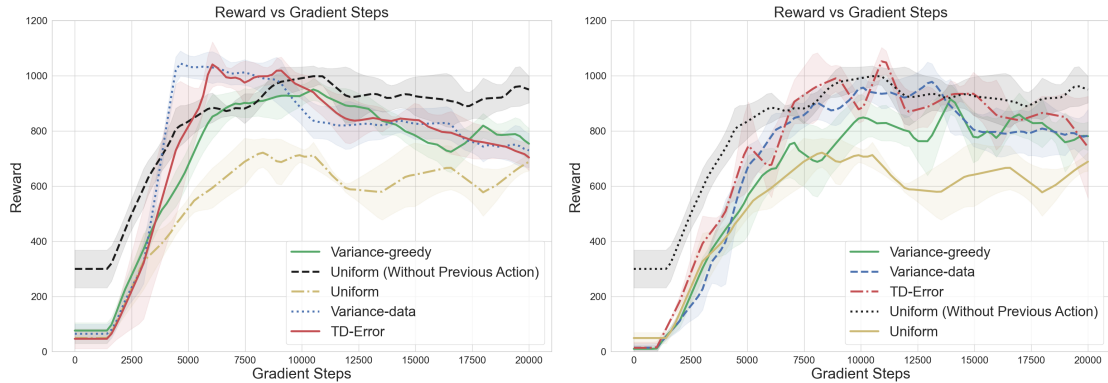 Reward vs Gradient Steps
1200
1000
800
600
400
200
0
Reward
0 2500 5000 7500 10000 12500 15000 17500 20000
Gradient Steps
Variance-greedy
Uniform (Without Previous Action)
Uniform
Variance-data
TD-Error
Reward vs Gradient Steps
1200
1000
800
600
400
200
0
Reward
0 2500 5000 7500 10000 12500 15000 17500 20000
Gradient Steps
Variance-greedy
Variance-data
TD-Error
Uniform (Without Previous Action)
Uniform